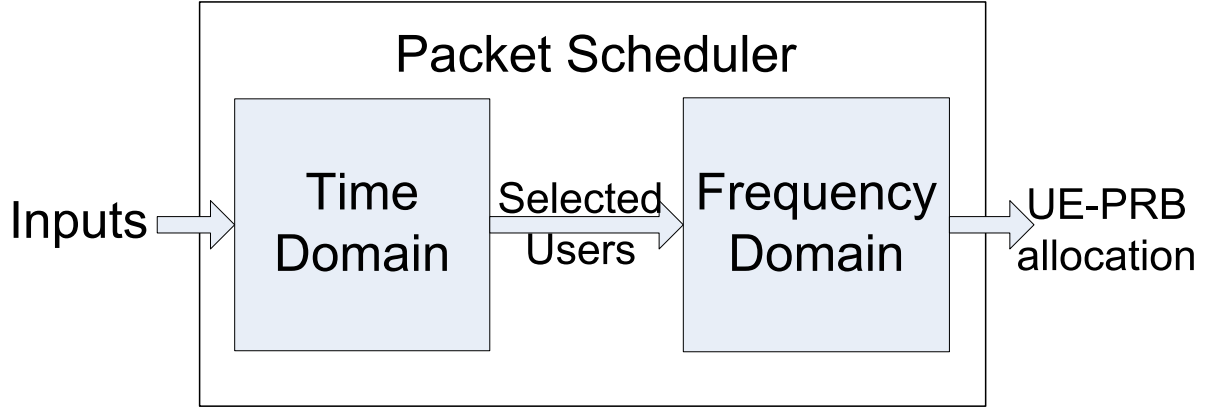 Packet Scheduler
Inputs
Time
Domain
Selected
Users
Frequency
Domain
UE-PRB
allocation